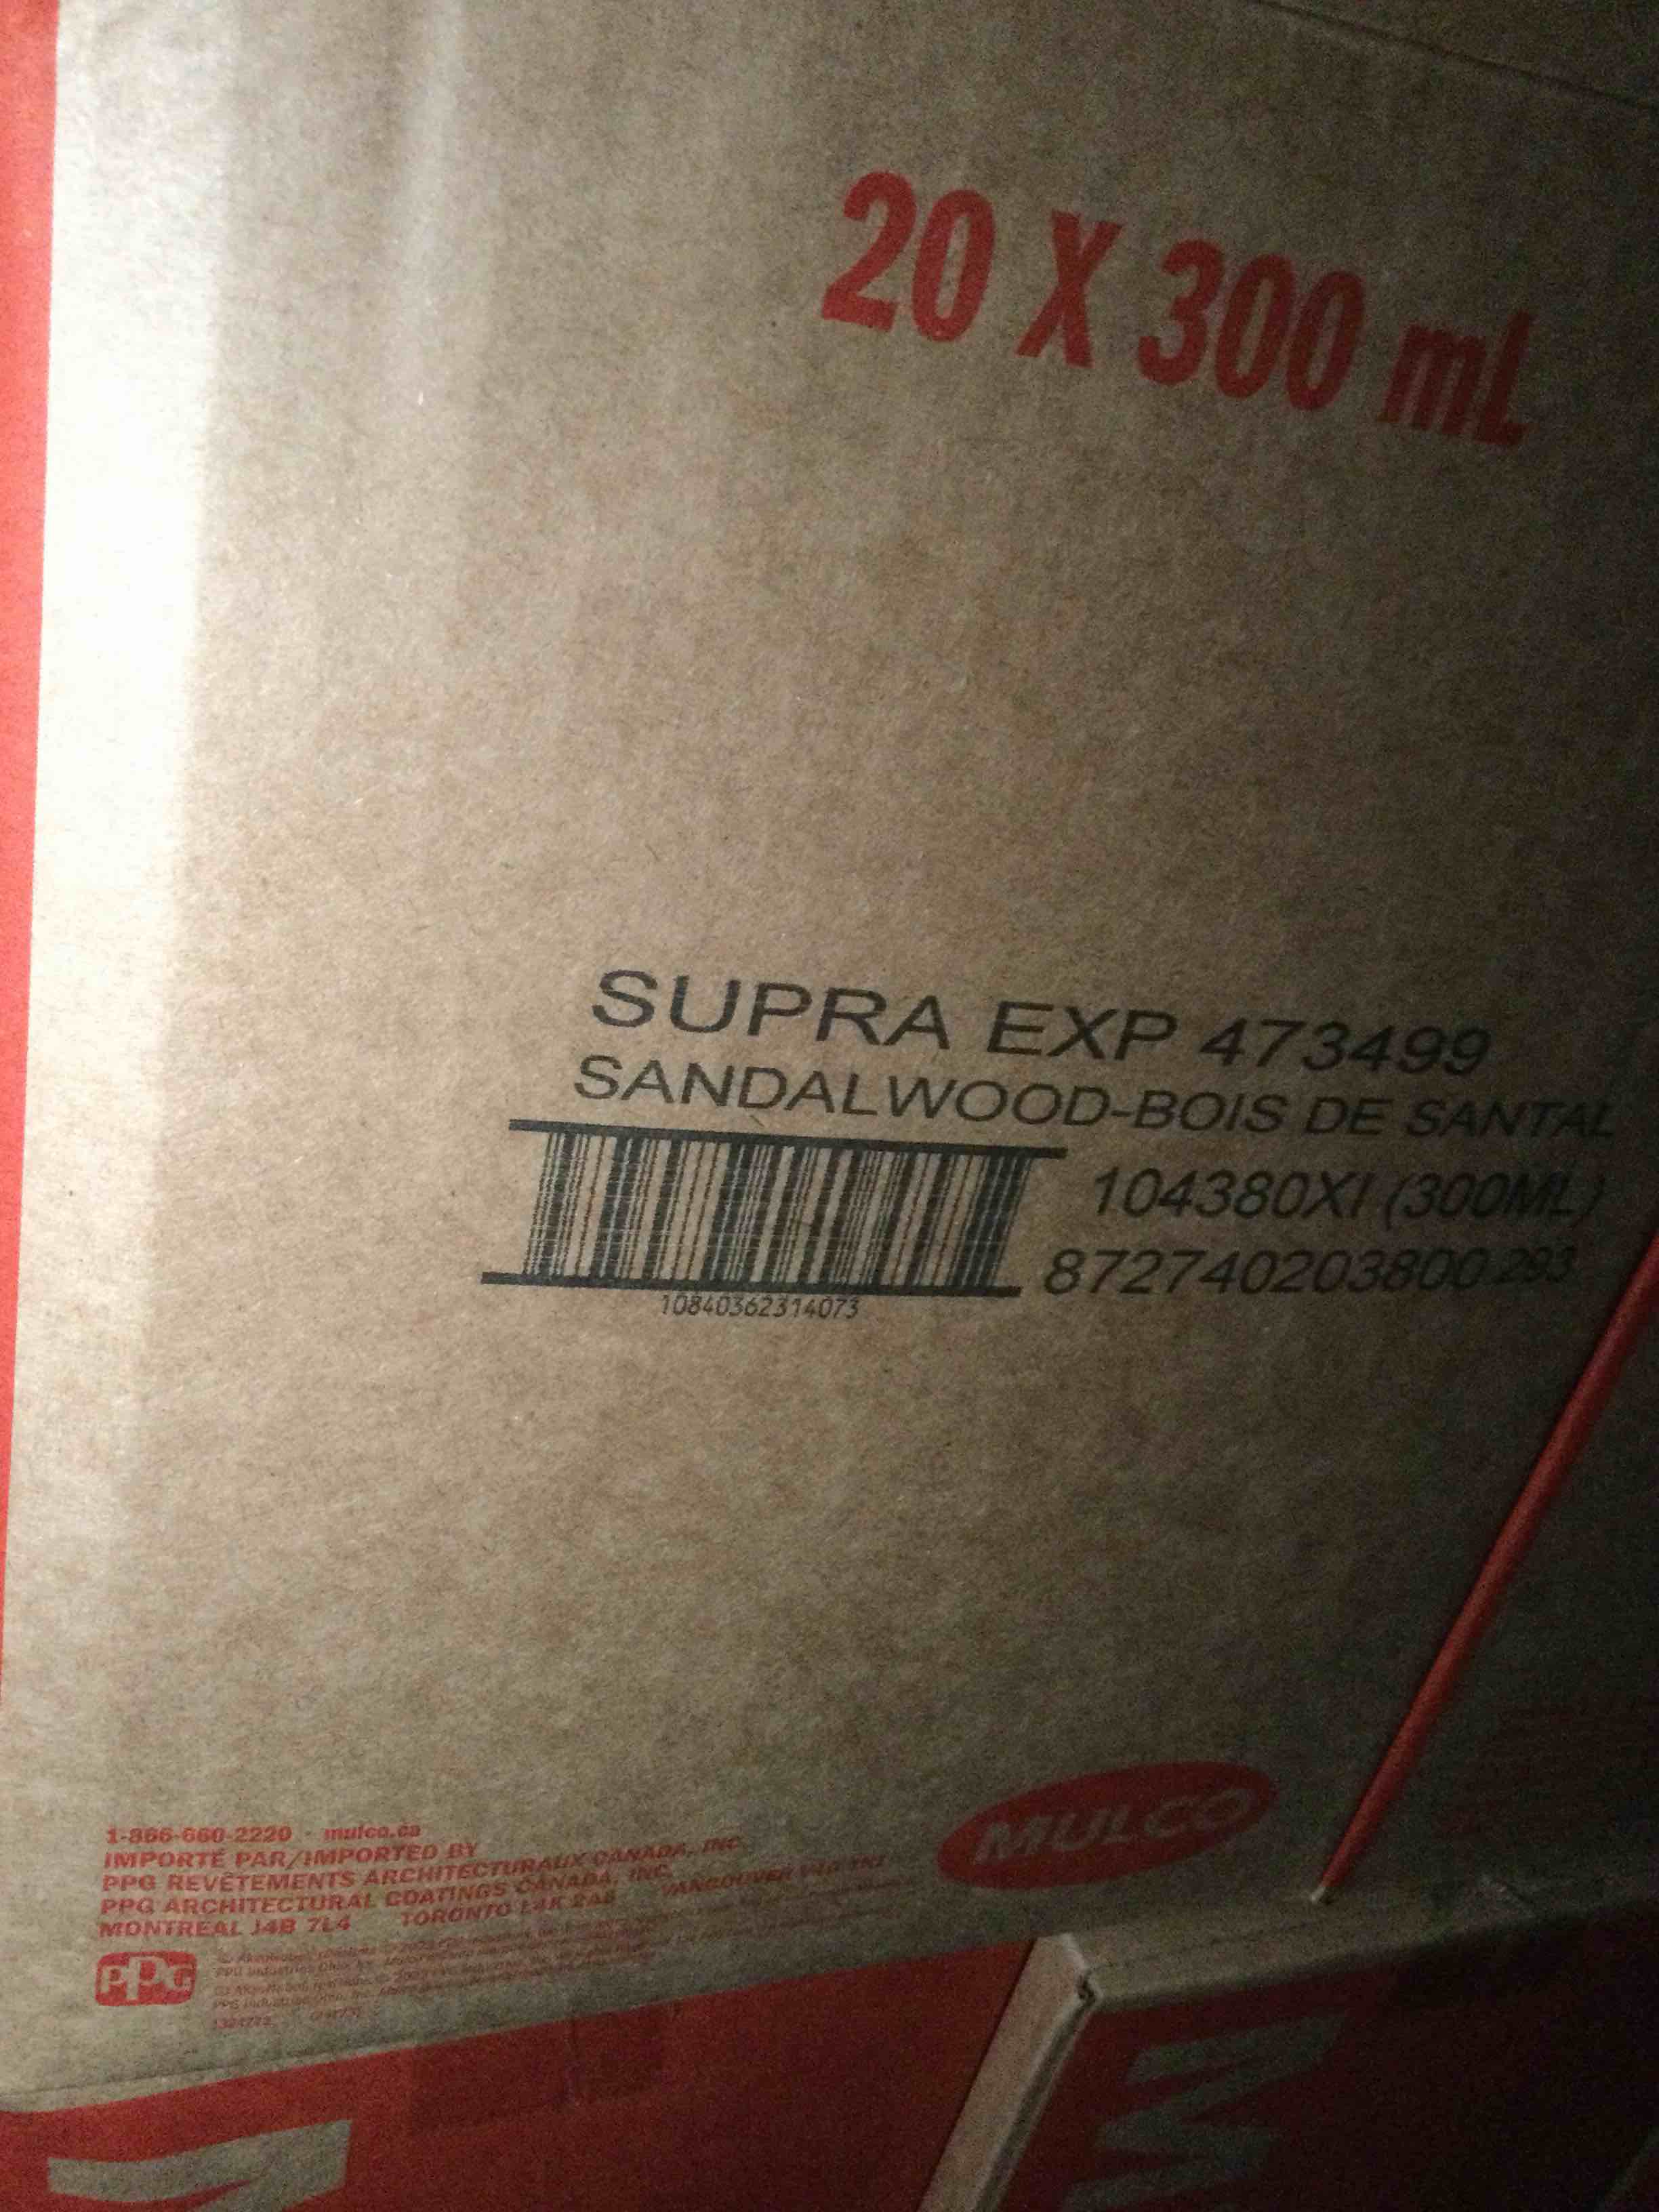 20 X 300 mL
SUPRA EXP 473499
SANDALWOOD-BOIS DE SANTAL
104380XI (300ML)
872740203800 293
10840362314073
MULCO
1-866-660-2220 - mulco.ca
IMPORTÉ PAR/IMPORTED BY
PPG REVÊTEMENTS ARCHITECTURAUX CANADA, INC.
PPG ARCHITECTURAL COATINGS CANADA, INC.
MONTRÉAL J4B 7L4 TORONTO L4K 2A6 VANCOUVER
PPG